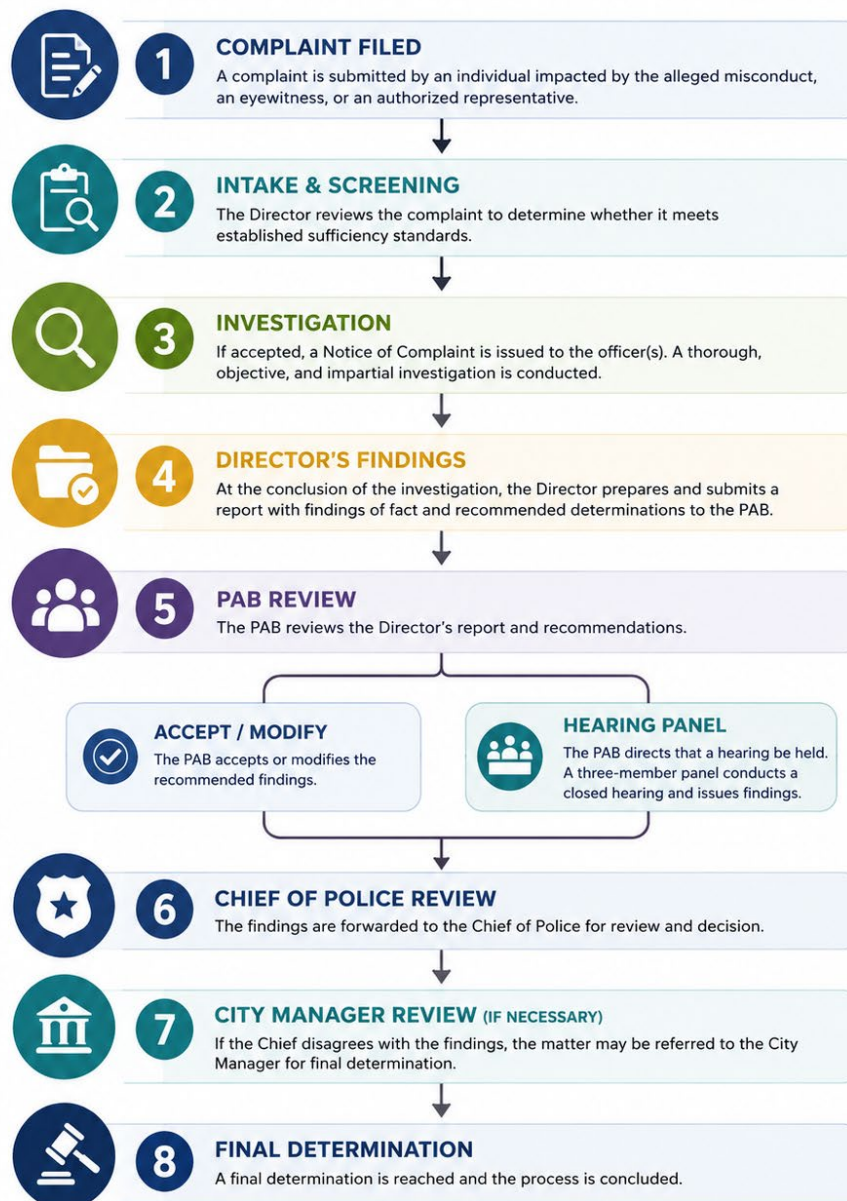 1
COMPLAINT FILED
A complaint is submitted by an individual impacted by the alleged misconduct,
an eyewitness, or an authorized representative.
2
INTAKE & SCREENING
The Director reviews the complaint to determine whether it meets
established sufficiency standards.
3
INVESTIGATION
If accepted, a Notice of Complaint is issued to the officer(s). A thorough,
objective, and impartial investigation is conducted.
4
DIRECTOR'S FINDINGS
At the conclusion of the investigation, the Director prepares and submits a
report with findings of fact and recommended determinations to the PAB.
5
PAB REVIEW
The PAB reviews the Director's report and recommendations.
ACCEPT / MODIFY
The PAB accepts or modifies the
recommended findings.
HEARING PANEL
The PAB directs that a hearing be held.
A three-member panel conducts a
closed hearing and issues findings.
6
CHIEF OF POLICE REVIEW
The findings are forwarded to the Chief of Police for review and decision.
7
CITY MANAGER REVIEW (IF NECESSARY)
If the Chief disagrees with the findings, the matter may be referred to the City
Manager for final determination.
8
FINAL DETERMINATION
A final determination is reached and the process is concluded.